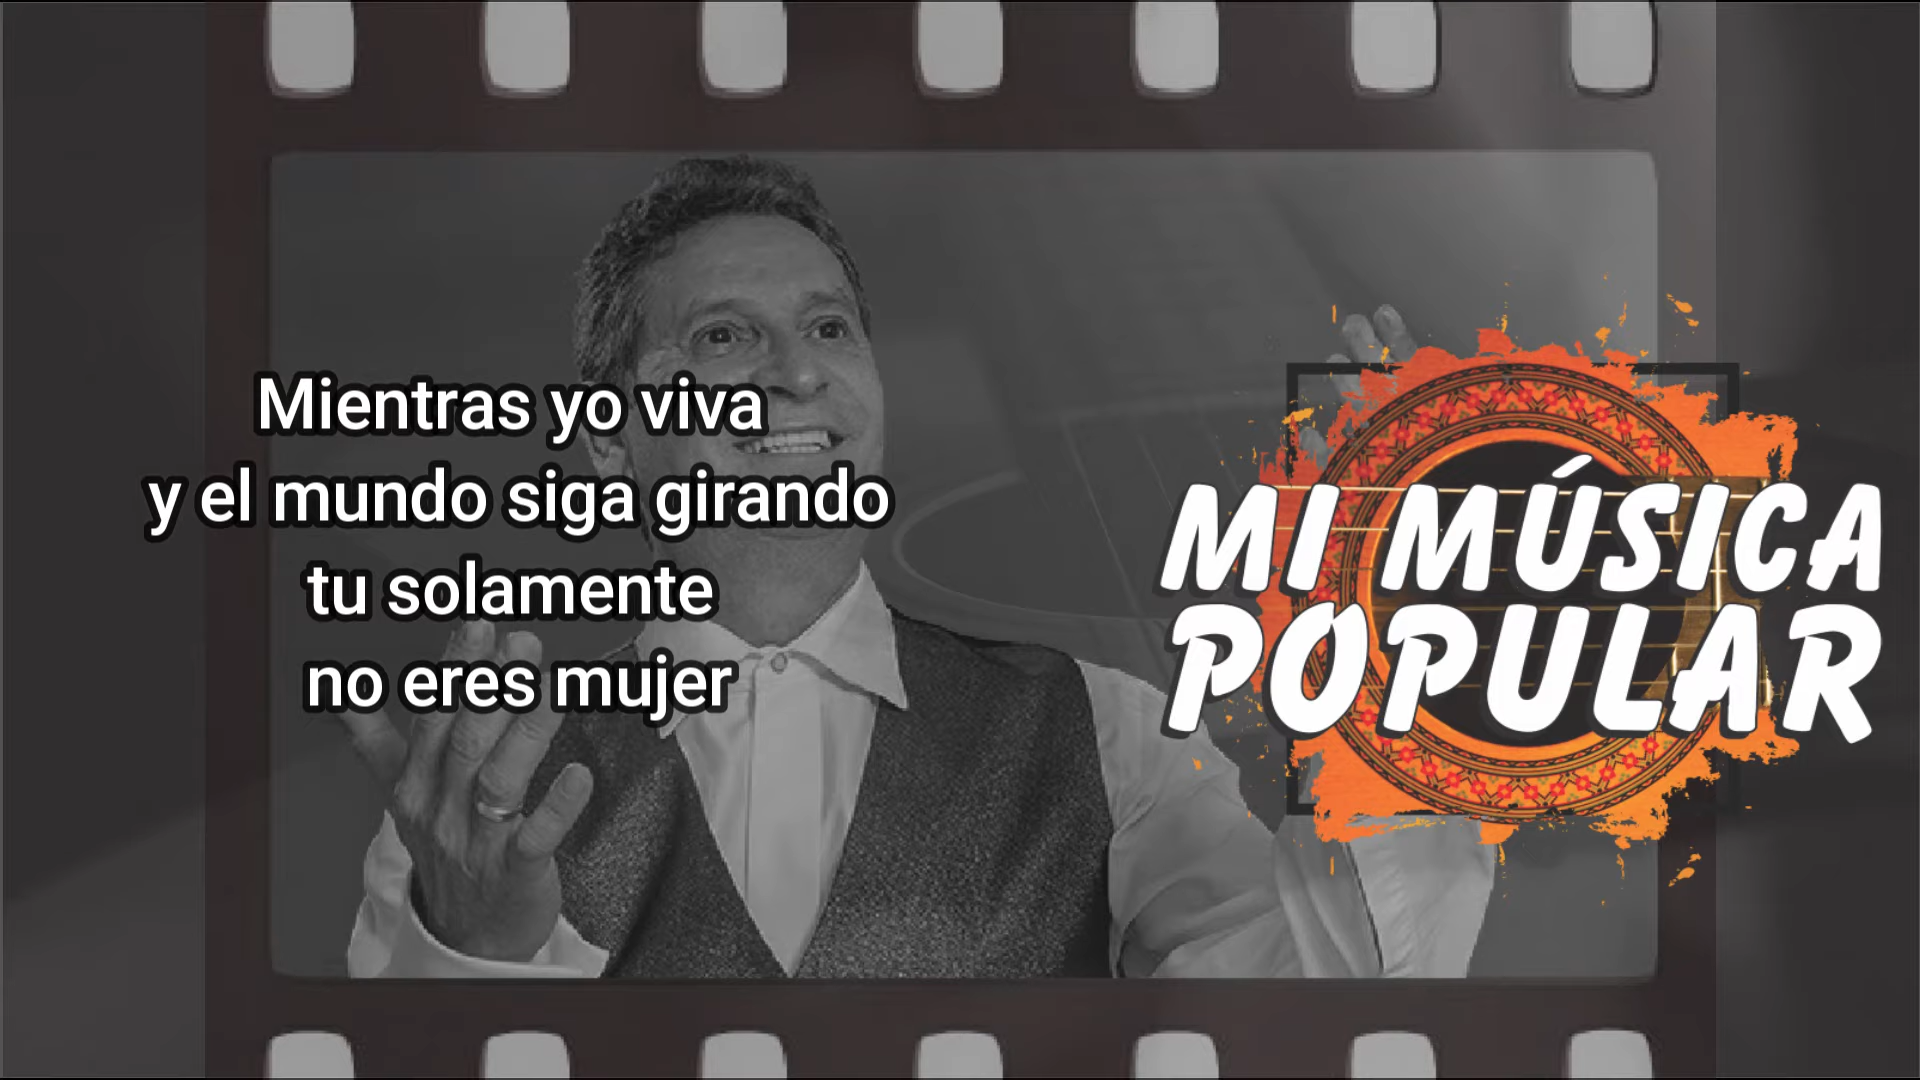 Mientras yo viva
y el mundo siga girando
tu solamente
no eres mujer
MI MÚSICA
POPULAR